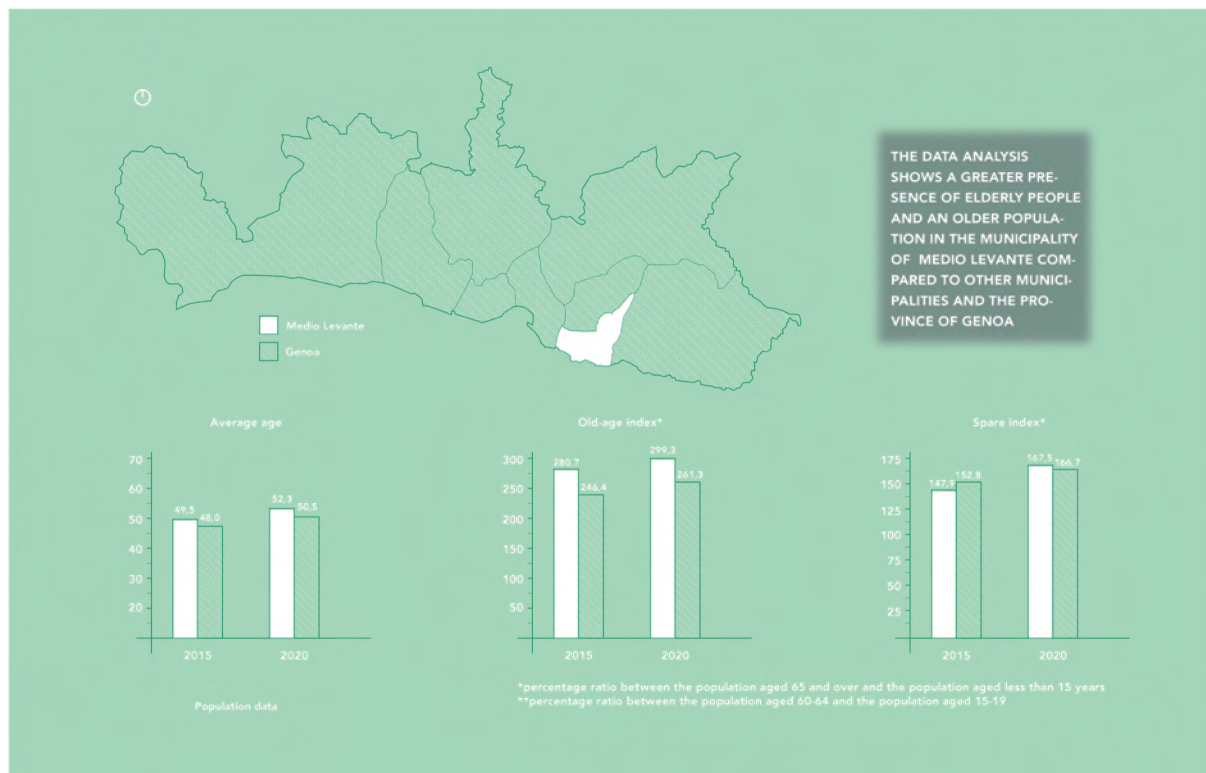 THE DATA ANALYSIS
SHOWS A GREATER PRE-
SENCE OF ELDERLY PEOPLE
AND AN OLDER POPULA-
TION IN THE MUNICIPALITY
OF MEDIO LEVANTE COM-
PARED TO OTHER MUNICI-
PALITIES AND THE PRO-
VINCE OF GENOA
Medio Levante
Genoa
Average age
70
60
50
40
30
20
49,5
48,0
52,3
50,5
2015
2020
Population data
Old-age index*
300
250
200
150
100
50
280,7
246,4
299,3
261,3
2015
2020
Spare index*
175
150
125
100
75
50
25
147,9
152,8
167,5
166,7
2015
2020
*percentage ratio between the population aged 65 and over and the population aged less than 15 years
**percentage ratio between the population aged 60-64 and the population aged 15-19